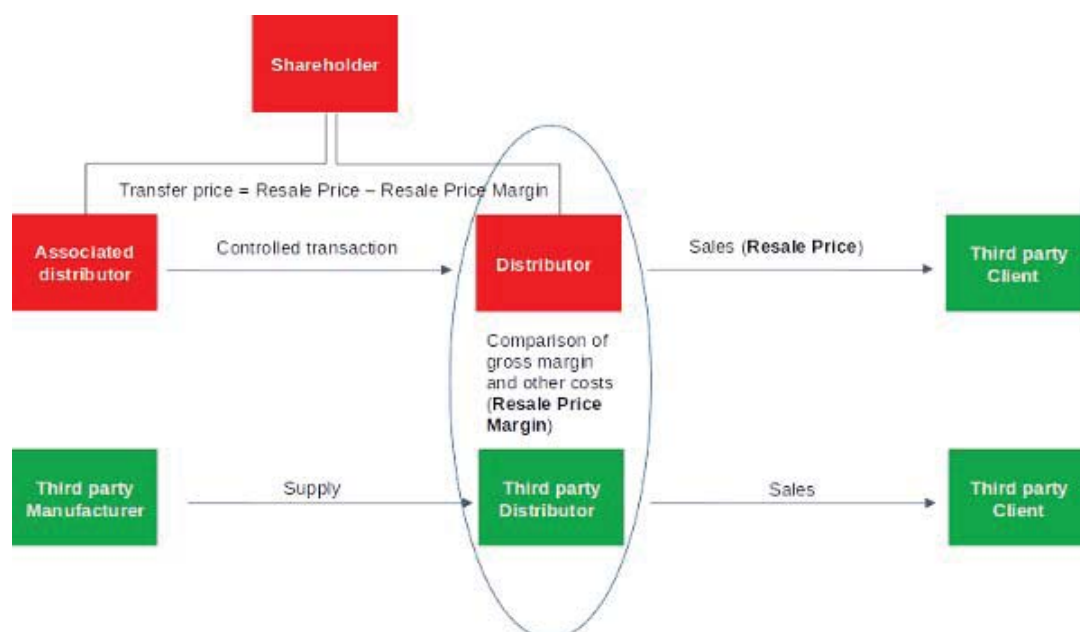 Shareholder
Transfer price = Resale Price – Resale Price Margin
Associated
distributor
Controlled transaction
Distributor
Sales (Resale Price)
Third party
Client
Comparison of
gross margin
and other costs
(Resale Price
Margin)
Third party
Manufacturer
Supply
Third party
Distributor
Sales
Third party
Client